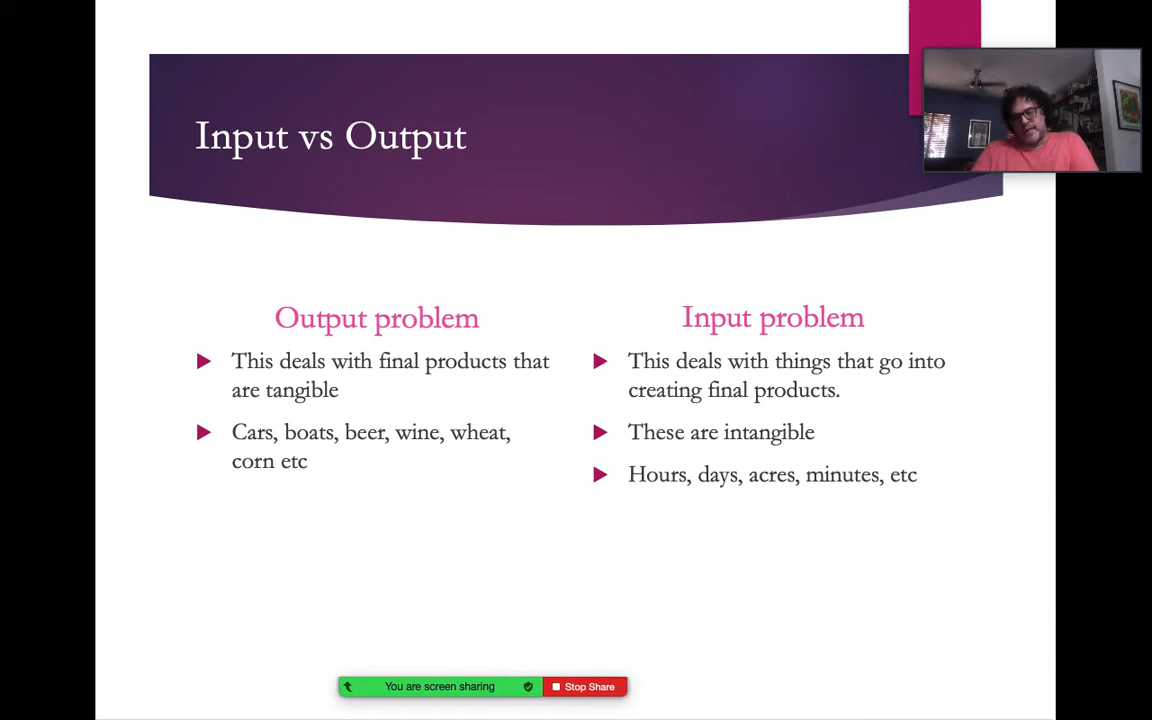 Input vs Output
Output problem
This deals with final products that
are tangible
Cars, boats, beer, wine, wheat,
corn etc
Input problem
This deals with things that go into
creating final products.
These are intangible
Hours, days, acres, minutes, etc
You are screen sharing
Stop Share